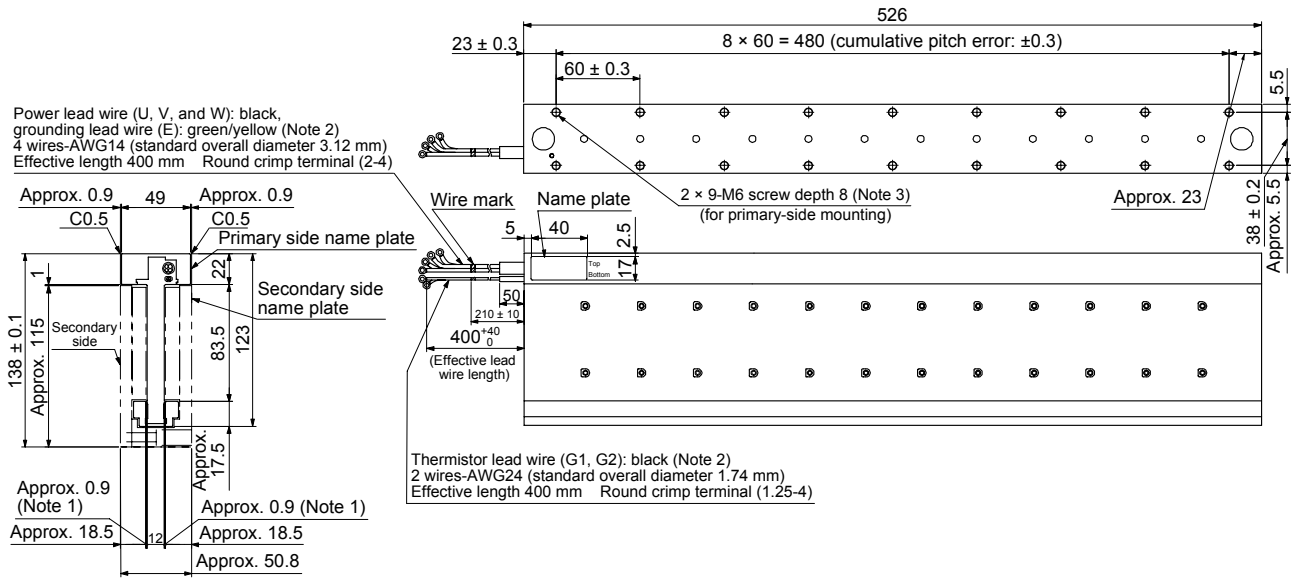 526
23 ± 0.3
8 × 60 = 480 (cumulative pitch error: ±0.3)
60 ± 0.3
5.5
Power lead wire (U, V, and W): black,
grounding lead wire (E): green/yellow (Note 2)
4 wires-AWG14 (standard overall diameter 3.12 mm)
Effective length 400 mm Round crimp terminal (2-4)
2 × 9-M6 screw depth 8 (Note 3)
(for primary-side mounting)
Approx. 23
38 ± 0.2
Approx. 5.5
Approx. 0.9
49
Approx. 0.9
C0.5
C0.5
Primary side name plate
Wire mark
Name plate
5
40
2.5
Top
Bottom
17
1
22
Secondary side
name plate
Secondary
side
138 ± 0.1
Approx. 115
83.5
123
50
210 ± 10
400 +40 0
(Effective lead
wire length)
Approx.
17.5
Thermistor lead wire (G1, G2): black (Note 2)
2 wires-AWG24 (standard overall diameter 1.74 mm)
Effective length 400 mm Round crimp terminal (1.25-4)
Approx. 0.9
(Note 1)
Approx. 0.9 (Note 1)
Approx. 18.5
12
Approx. 18.5
Approx. 50.8